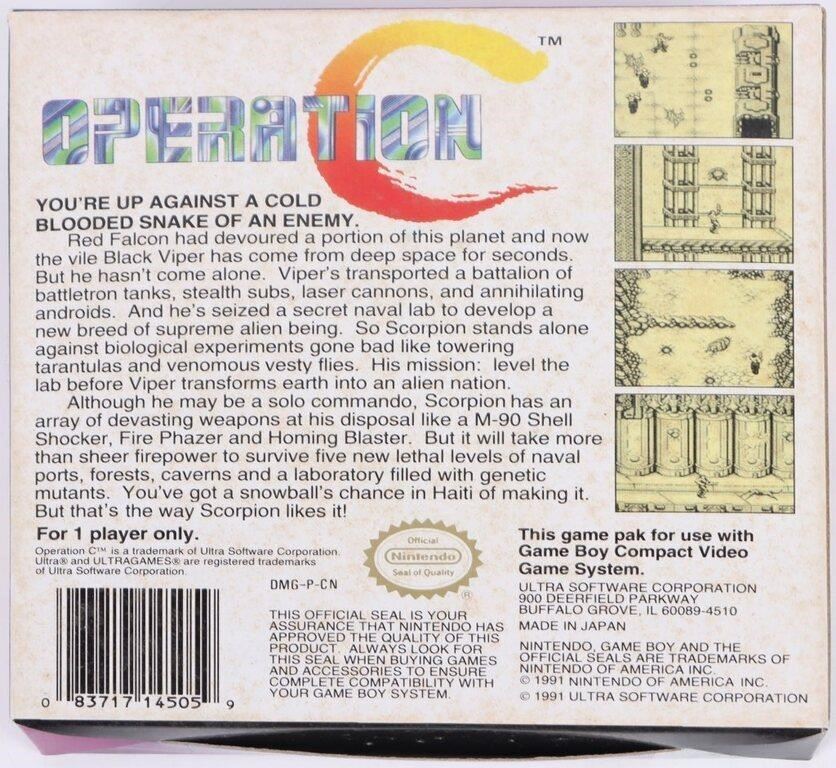 OPERATION C™
YOU'RE UP AGAINST A COLD
BLOODED SNAKE OF AN ENEMY.
Red Falcon had devoured a portion of this planet and now
the vile Black Viper has come from deep space for seconds.
But he hasn't come alone. Viper's transported a battalion of
battletron tanks, stealth subs, laser cannons, and annihilating
androids. And he's seized a secret naval lab to develop a
new breed of supreme alien being. So Scorpion stands alone
against biological experiments gone bad like towering
tarantulas and venomous vesty flies. His mission: level the
lab before Viper transforms earth into an alien nation.
Although he may be a solo commando, Scorpion has an
array of devasting weapons at his disposal like a M-90 Shell
Shocker, Fire Phazer and Homing Blaster. But it will take more
than sheer firepower to survive five new lethal levels of naval
ports, forests, caverns and a laboratory filled with genetic
mutants. You've got a snowball's chance in Haiti of making it.
But that's the way Scorpion likes it!
For 1 player only.
Operation C™ is a trademark of Ultra Software Corporation.
Ultra® and ULTRAGAMES® are registered trademarks
of Ultra Software Corporation.
0 83717 14505 9
DMG-P-CN
Official
Nintendo
Seal of Quality
®
THIS OFFICIAL SEAL IS YOUR
ASSURANCE THAT NINTENDO HAS
APPROVED THE QUALITY OF THIS
PRODUCT. ALWAYS LOOK FOR
THIS SEAL WHEN BUYING GAMES
AND ACCESSORIES TO ENSURE
COMPLETE COMPATIBILITY WITH
YOUR GAME BOY SYSTEM.
This game pak for use with
Game Boy Compact Video
Game System.
ULTRA SOFTWARE CORPORATION
900 DEERFIELD PARKWAY
BUFFALO GROVE, IL 60089-4510
MADE IN JAPAN
NINTENDO, GAME BOY AND THE
OFFICIAL SEALS ARE TRADEMARKS OF
NINTENDO OF AMERICA INC.
© 1991 NINTENDO OF AMERICA INC.
© 1991 ULTRA SOFTWARE CORPORATION